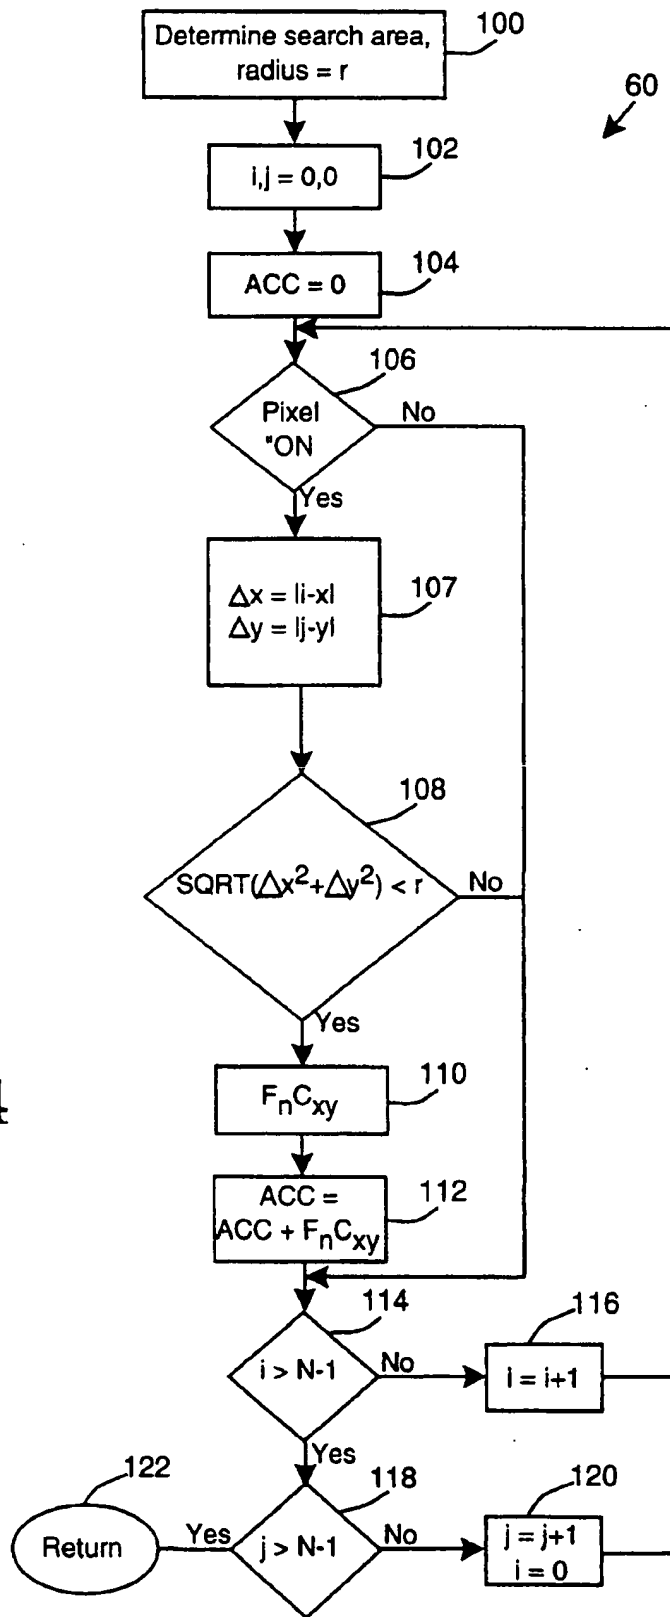 Determine search area,
radius = r
100
60
i,j = 0,0
102
ACC = 0
104
106
Pixel
"ON
No
Yes
Δx = |i-x|
Δy = |j-y|
107
108
SQRT(Δx²+Δy²) < r
No
Yes
FₙCₓᵧ
110
ACC =
ACC + FₙCₓᵧ
112
114
i > N-1
No
116
i = i+1
Yes
122
Return
Yes
118
j > N-1
No
120
j = j+1
i = 0